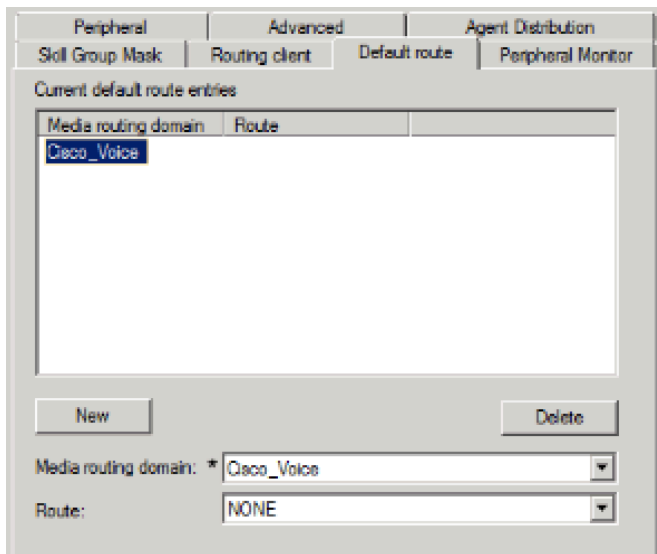 Peripheral Advanced Agent Distribution
Skill Group Mask Routing client Default route Peripheral Monitor
Current default route entries
Media routing domain Route
Cisco_Voice
New Delete
Media routing domain: * Cisco_Voice
Route: NONE